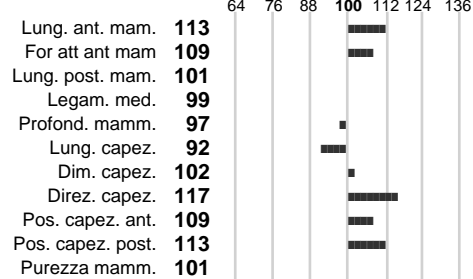 64 76 88 100 112 124 136
Lung. ant. mam. 113
For att ant mam 109
Lung. post. mam. 101
Legam. med. 99
Profond. mamm. 97
Lung. capez. 92
Dim. capez. 102
Direz. capez. 117
Pos. capez. ant. 109
Pos. capez. post. 113
Purezza mamm. 101